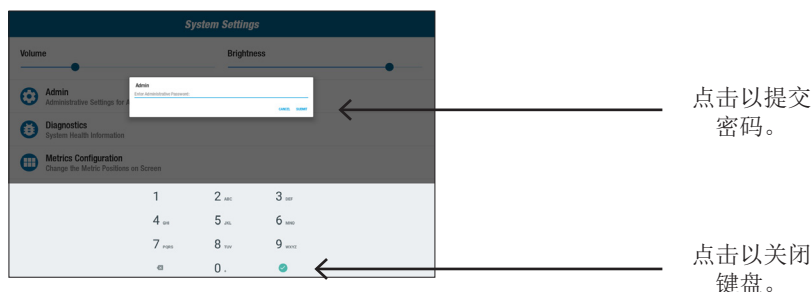 System Settings
Volume
Brightness
Admin
Administrative Settings for A
Admin
Enter Administrative Password
CANCEL SUBMIT
Diagnostics
System Health Information
Metrics Configuration
Change the Metric Positions on Screen
1 2 ABC 3 DEF
4 GHI 5 JKL 6 MNO
7 PQRS 8 TUV 9 WXYZ
0 .
点击以提交
密码。
点击以关闭
键盘。